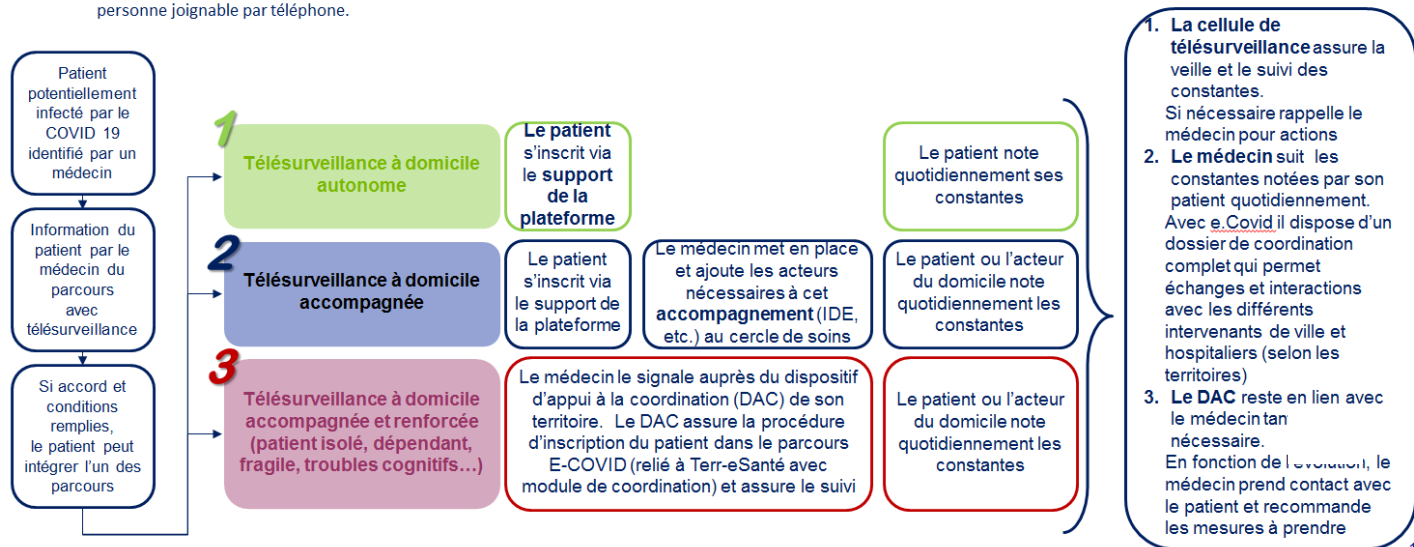 personne joignable par téléphone.
Patient
potentiellement
infecté par le
COVID 19
identifié par un
médecin
Information du
patient par le
médecin du
parcours
avec
télésurveillance
Si accord et
conditions
remplies,
le patient peut
intégrer l'un des
parcours
1
Télésurveillance à domicile
autonome
Le patient
s'inscrit via
le support
de la
plateforme
Le patient note
quotidiennement ses
constantes
2
Télésurveillance à domicile
accompagnée
Le patient
s'inscrit via
le support de
la plateforme
Le médecin met en place
et ajoute les acteurs
nécessaires à cet
accompagnement (IDE,
etc.) au cercle de soins
Le patient ou l'acteur
du domicile note
quotidiennement les
constantes
3
Télésurveillance à domicile
accompagnée et renforcée
(patient isolé, dépendant,
fragile, troubles cognitifs…)
Le médecin le signale auprès du dispositif
d'appui à la coordination (DAC) de son
territoire. Le DAC assure la procédure
d'inscription du patient dans le parcours
E-COVID (relié à Terr-eSanté avec
module de coordination) et assure le suivi
Le patient ou l'acteur
du domicile note
quotidiennement les
constantes
1. La cellule de
télésurveillance assure la
veille et le suivi des
constantes.
Si nécessaire rappelle le
médecin pour actions
2. Le médecin suit les
constantes notées par son
patient quotidiennement.
Avec e.Covid il dispose d'un
dossier de coordination
complet qui permet
échanges et interactions
avec les différents
intervenants de ville et
hospitaliers (selon les
territoires)
3. Le DAC reste en lien avec
le médecin tan
nécessaire.
En fonction de l'évolution, le
médecin prend contact avec
le patient et recommande
les mesures à prendre